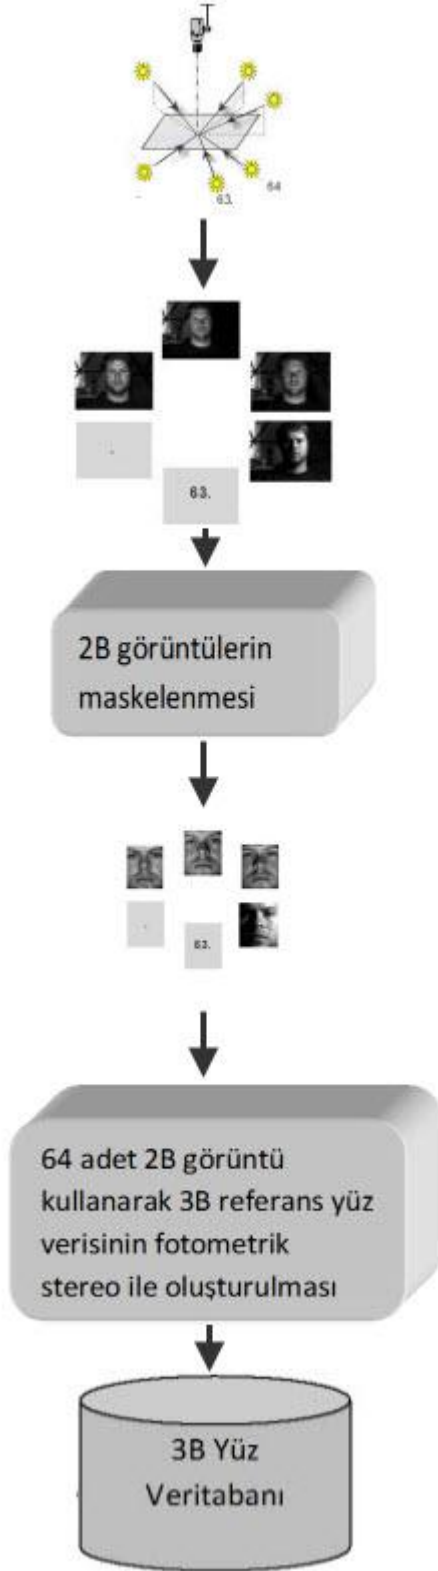 63.
64
63.
2B görüntülerin
maskelenmesi
63.
64 adet 2B görüntü
kullanarak 3B referans yüz
verisinin fotometrik
stereo ile oluşturulması
3B Yüz
Veritabanı